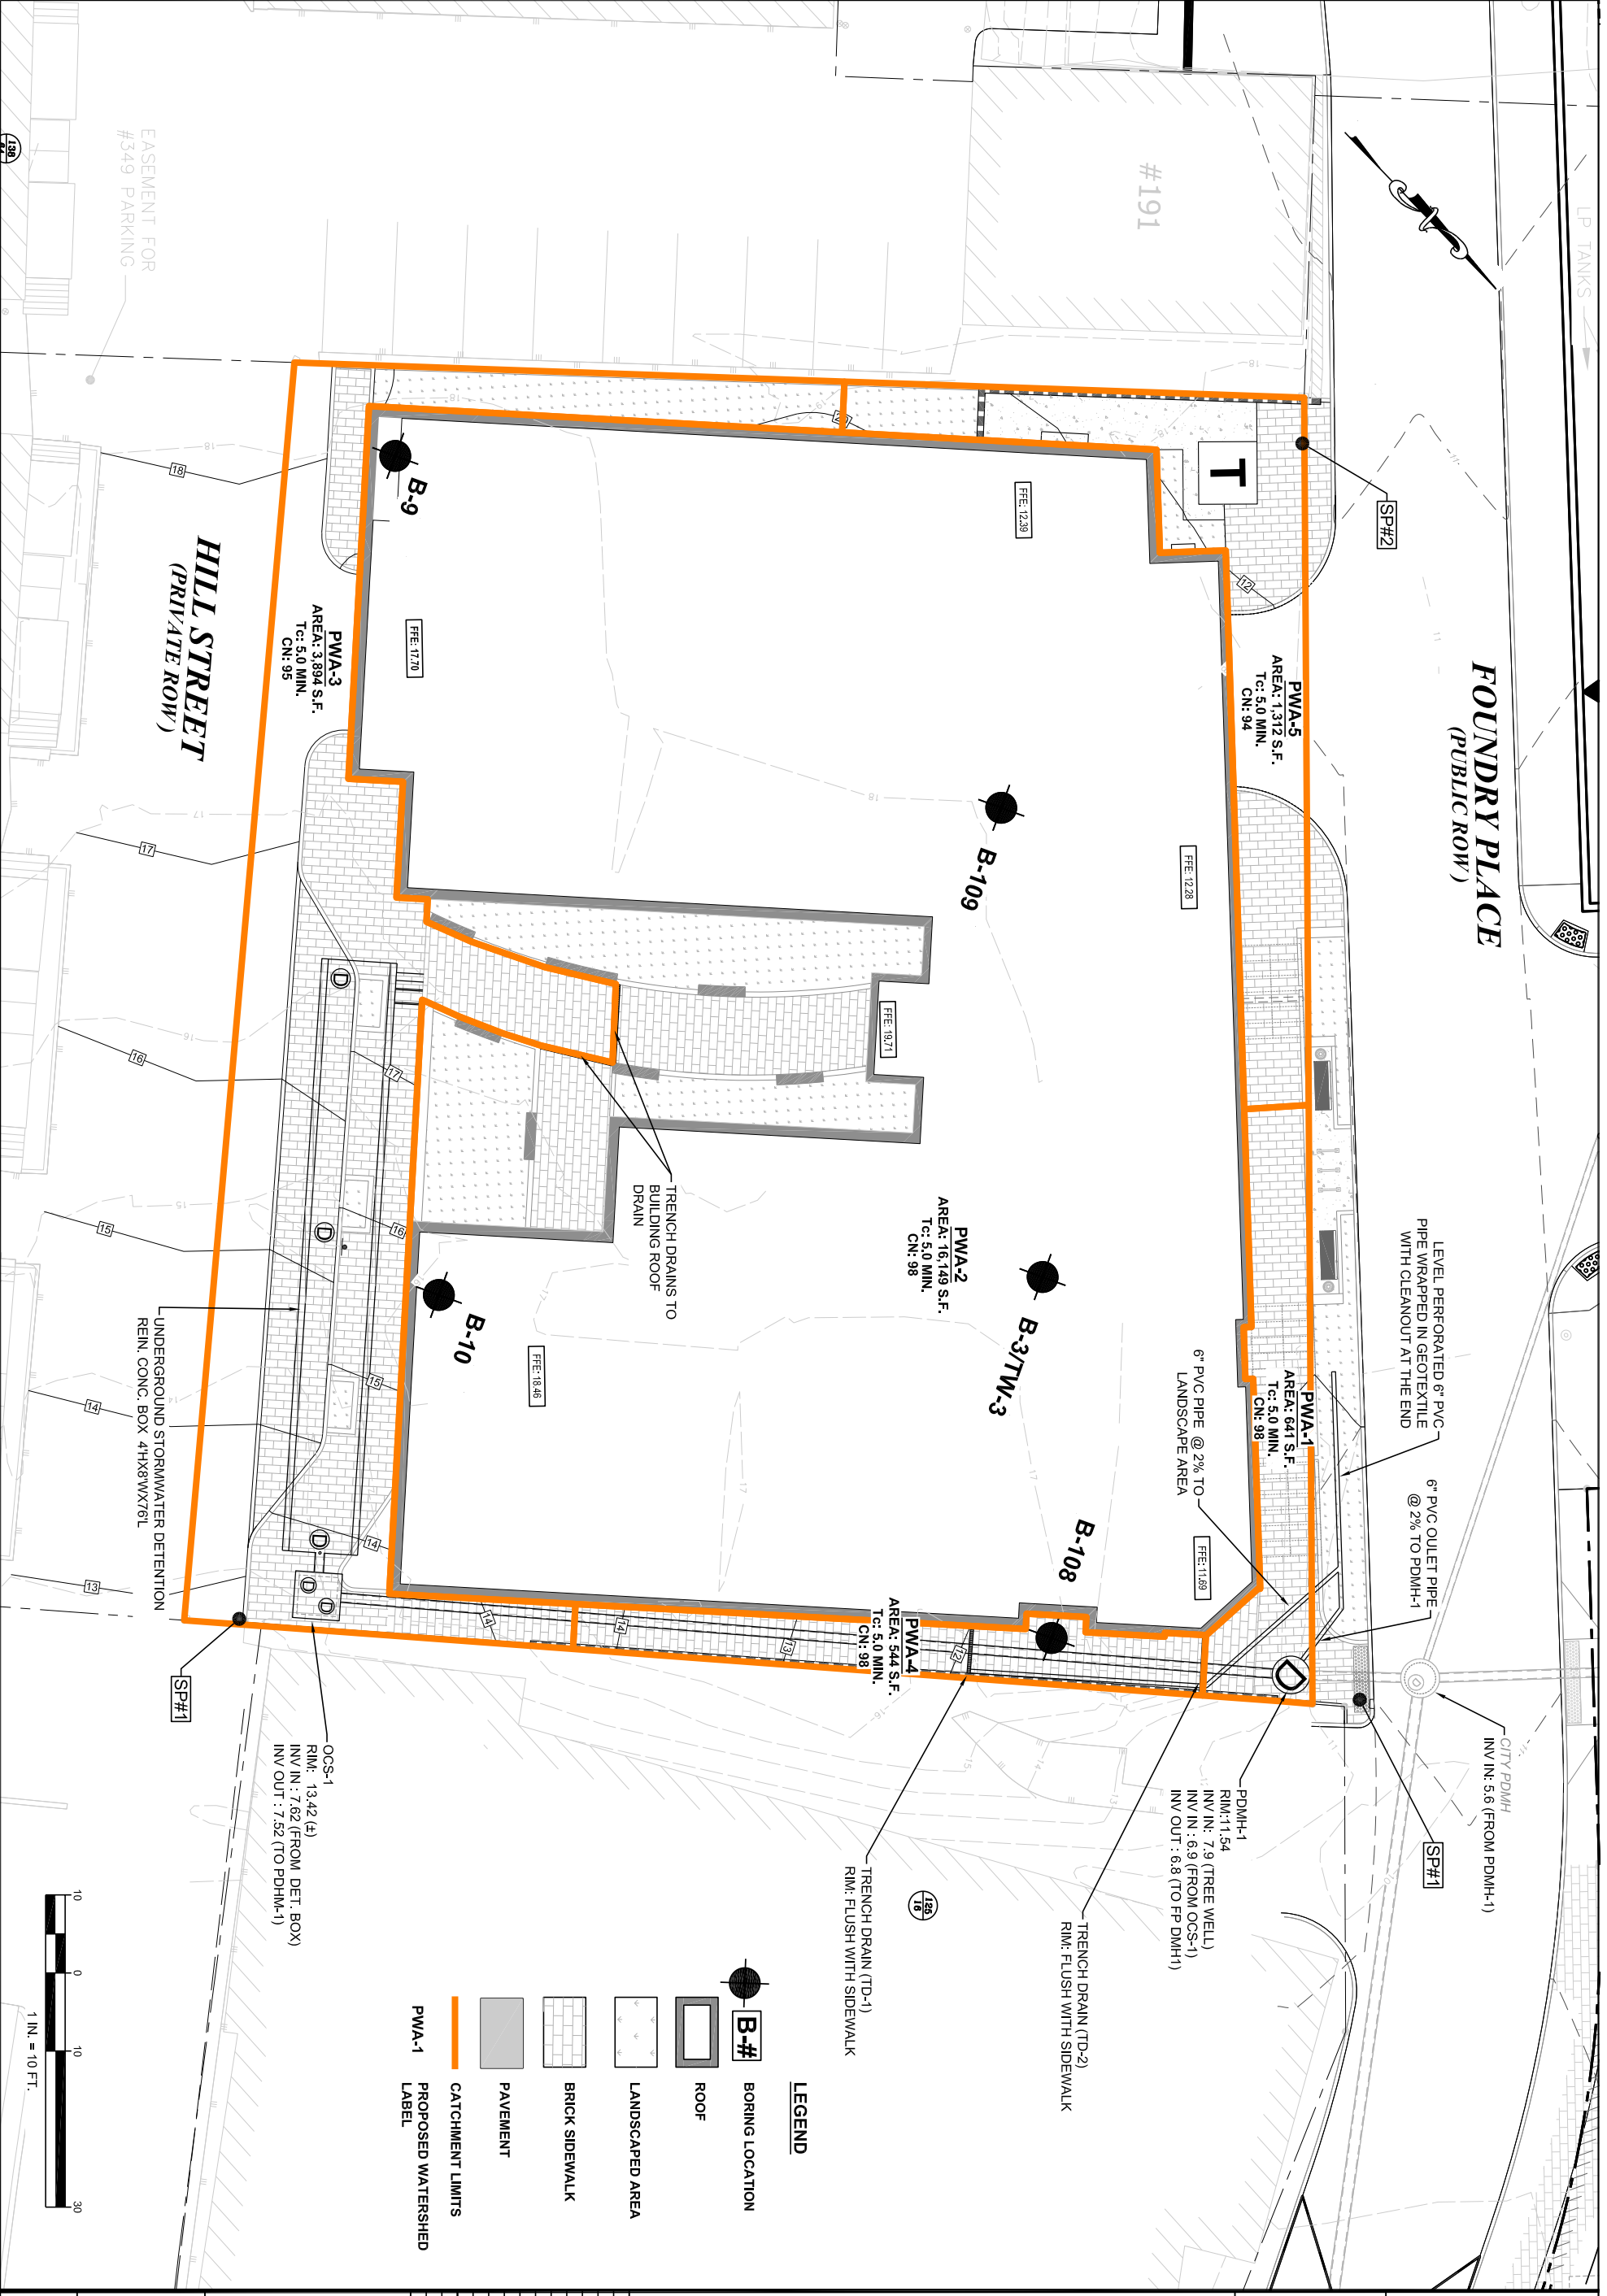 LP TANKS
FOUNDRY PLACE
(PUBLIC ROW)
#191
SP#2
T
12
PWA-5
AREA: 1,312 S.F.
Tc: 5.0 MIN.
CN: 94
FFE: 12.39
FFE: 12.28
B-109
FFE: 19.71
EASEMENT FOR
#349 PARKING
138
B-9
FFE: 17.70
HILL STREET
(PRIVATE ROW)
PWA-3
AREA: 3,894 S.F.
Tc: 5.0 MIN.
CN: 95
18
17
16
15
14
13
17
16
15
14
D
D
D
D
D
TRENCH DRAINS TO
BUILDING ROOF
DRAIN
PWA-2
AREA: 16,149 S.F.
Tc: 5.0 MIN.
CN: 98
B-3/TW-3
B-10
FFE: 18.46
LEVEL PERFORATED 6" PVC
PIPE WRAPPED IN GEOTEXTILE
WITH CLEANOUT AT THE END
PWA-1
AREA: 641 S.F.
Tc: 5.0 MIN.
CN: 98
6" PVC PIPE @ 2% TO
LANDSCAPE AREA
6" PVC OULET PIPE
@ 2% TO PDMH-1
FFE: 11.69
B-108
UNDERGROUND STORMWATER DETENTION
REIN. CONC. BOX 4'HX8'WX76'L
PWA-4
AREA: 544 S.F.
Tc: 5.0 MIN.
CN: 98
14
14
13
12
D
SP#1
SP#1
CITY PDMH
INV IN: 5.6 (FROM PDMH-1)
PDMH-1
RIM:11.54
INV IN: 7.9 (TREE WELL)
INV IN : 6.9 (FROM OCS-1)
INV OUT : 6.8 (TO FP DMH1)
TRENCH DRAIN (TD-2)
RIM: FLUSH WITH SIDEWALK
TRENCH DRAIN (TD-1)
RIM: FLUSH WITH SIDEWALK
125
16
OCS-1
RIM: 13.42 (±)
INV IN : 7.62 (FROM DET. BOX)
INV OUT : 7.52 (TO PDHM-1)
LEGEND
B-#
BORING LOCATION
ROOF
LANDSCAPED AREA
BRICK SIDEWALK
PAVEMENT
CATCHMENT LIMITS
PWA-1
PROPOSED WATERSHED
LABEL
10 0 10 30
1 IN. = 10 FT.